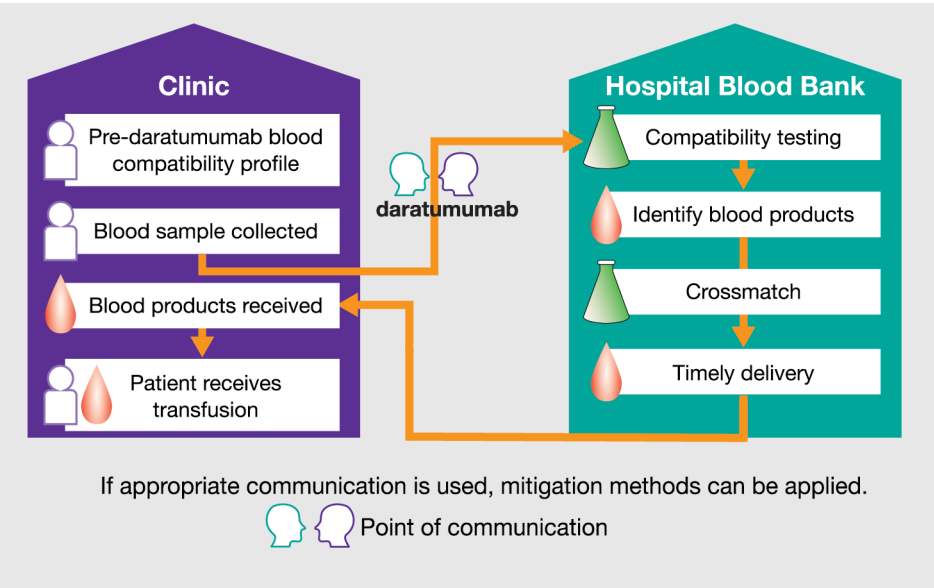 Clinic
Pre-daratumumab blood
compatibility profile
Blood sample collected
Blood products received
Patient receives
transfusion
daratumumab
Hospital Blood Bank
Compatibility testing
Identify blood products
Crossmatch
Timely delivery
If appropriate communication is used, mitigation methods can be applied.
Point of communication